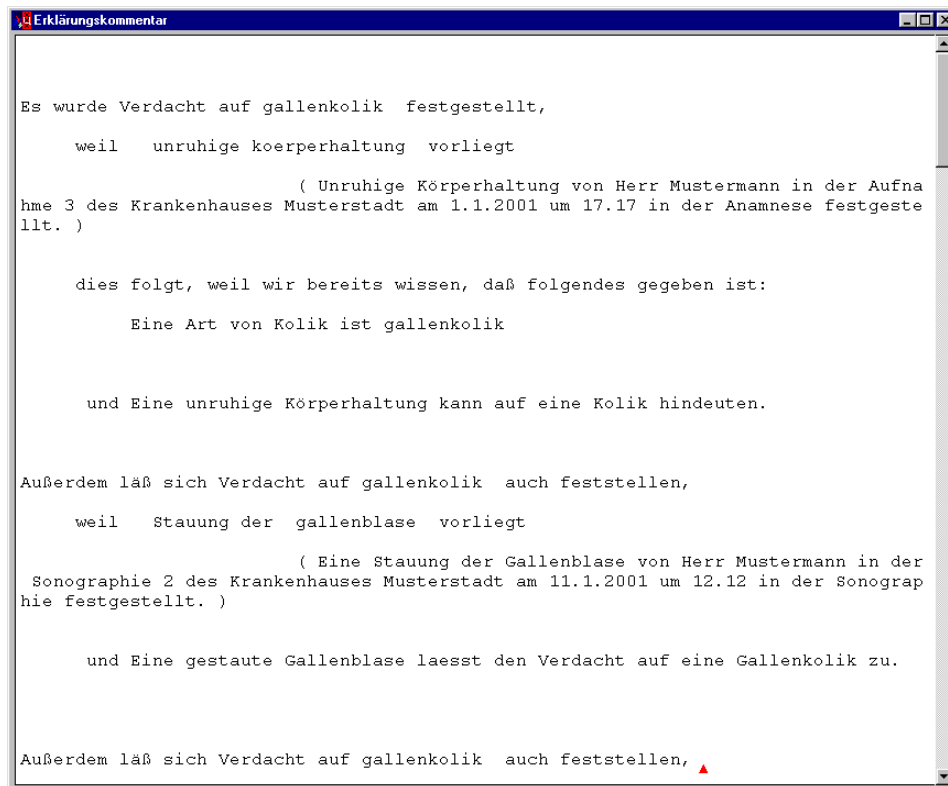 Erklärungskommentar
Es wurde Verdacht auf gallenkolik  festgestellt,
weil   unruhige koerperhaltung  vorliegt
( Unruhige Körperhaltung von Herr Mustermann in der Aufna
hme 3 des Krankenhauses Musterstadt am 1.1.2001 um 17.17 in der Anamnese festgeste
llt. )
dies folgt, weil wir bereits wissen, daß folgendes gegeben ist:
Eine Art von Kolik ist gallenkolik
und Eine unruhige Körperhaltung kann auf eine Kolik hindeuten.
Außerdem läß sich Verdacht auf gallenkolik  auch feststellen,
weil   Stauung der  gallenblase  vorliegt
( Eine Stauung der Gallenblase von Herr Mustermann in der
Sonographie 2 des Krankenhauses Musterstadt am 11.1.2001 um 12.12 in der Sonograp
hie festgestellt. )
und Eine gestaute Gallenblase laesst den Verdacht auf eine Gallenkolik zu.
Außerdem läß sich Verdacht auf gallenkolik  auch feststellen,